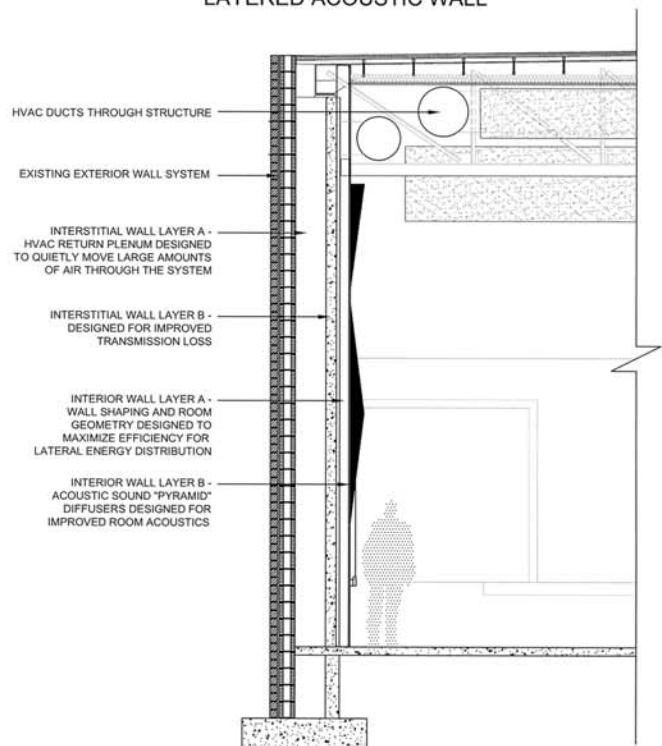 LAYERED ACOUSTIC WALL
HVAC DUCTS THROUGH STRUCTURE
EXISTING EXTERIOR WALL SYSTEM
INTERSTITIAL WALL LAYER A -
HVAC RETURN PLENUM DESIGNED
TO QUIETLY MOVE LARGE AMOUNTS
OF AIR THROUGH THE SYSTEM
INTERSTITIAL WALL LAYER B -
DESIGNED FOR IMPROVED
TRANSMISSION LOSS
INTERIOR WALL LAYER A -
WALL SHAPING AND ROOM
GEOMETRY DESIGNED TO
MAXIMIZE EFFICIENCY FOR
LATERAL ENERGY DISTRIBUTION
INTERIOR WALL LAYER B -
ACOUSTIC SOUND "PYRAMID"
DIFFUSERS DESIGNED FOR
IMPROVED ROOM ACOUSTICS